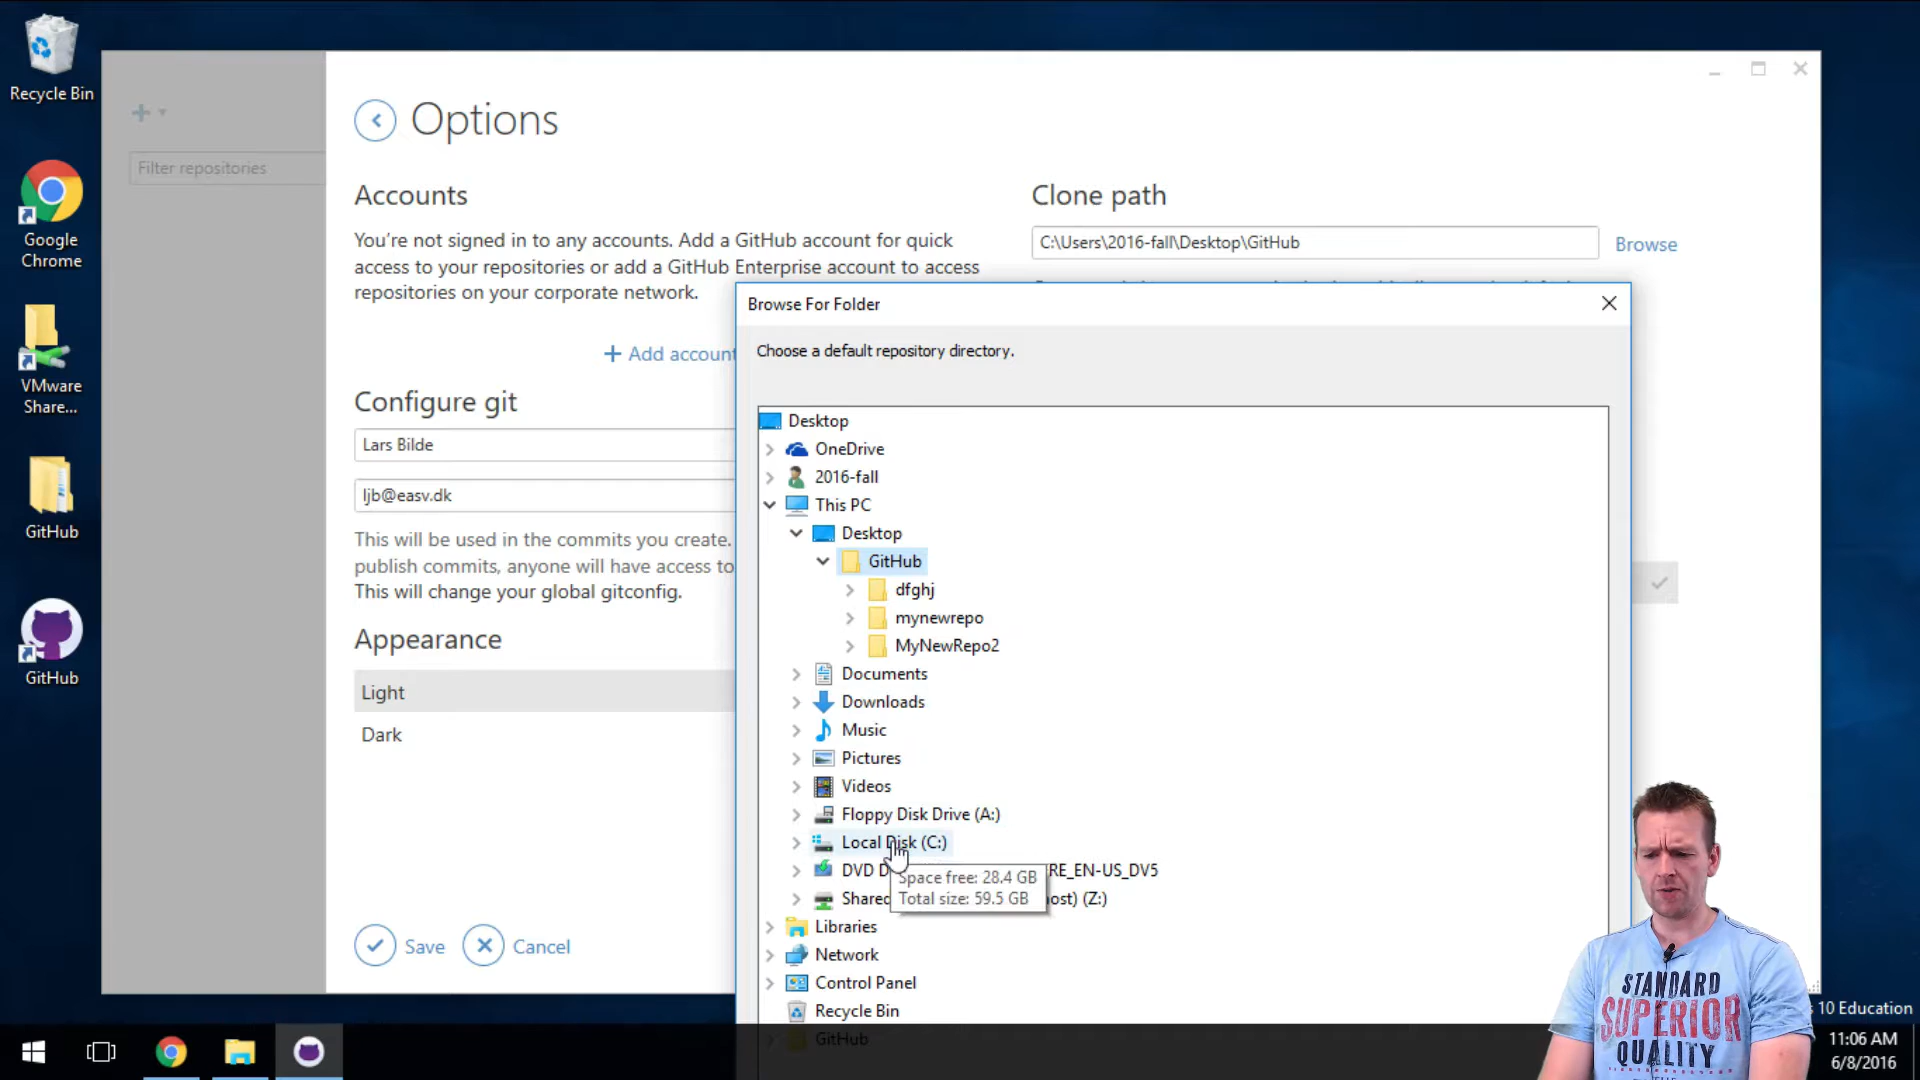 Recycle Bin
Google
Chrome
VMware
Share...
GitHub
GitHub
Filter repositories
Options
Accounts
You're not signed in to any accounts. Add a GitHub account for quick
access to your repositories or add a GitHub Enterprise account to access
repositories on your corporate network.
+ Add account
Configure git
Lars Bilde
ljb@easv.dk
This will be used in the commits you create.
publish commits, anyone will have access to
This will change your global gitconfig.
Appearance
Light
Dark
Save
Cancel
Clone path
C:\Users\2016-fall\Desktop\GitHub
Browse
Browse For Folder
Choose a default repository directory.
Desktop
OneDrive
2016-fall
This PC
Desktop
GitHub
dfghj
mynewrepo
MyNewRepo2
Documents
Downloads
Music
Pictures
Videos
Floppy Disk Drive (A:)
Local Disk (C:)
DVD D RE_EN-US_DV5
Space free: 28.4 GB
Total size: 59.5 GB
Shared ost) (Z:)
Libraries
Network
Control Panel
Recycle Bin
GitHub
10 Education
11:06 AM
6/8/2016
STANDARD
SUPERIOR
QUALITY